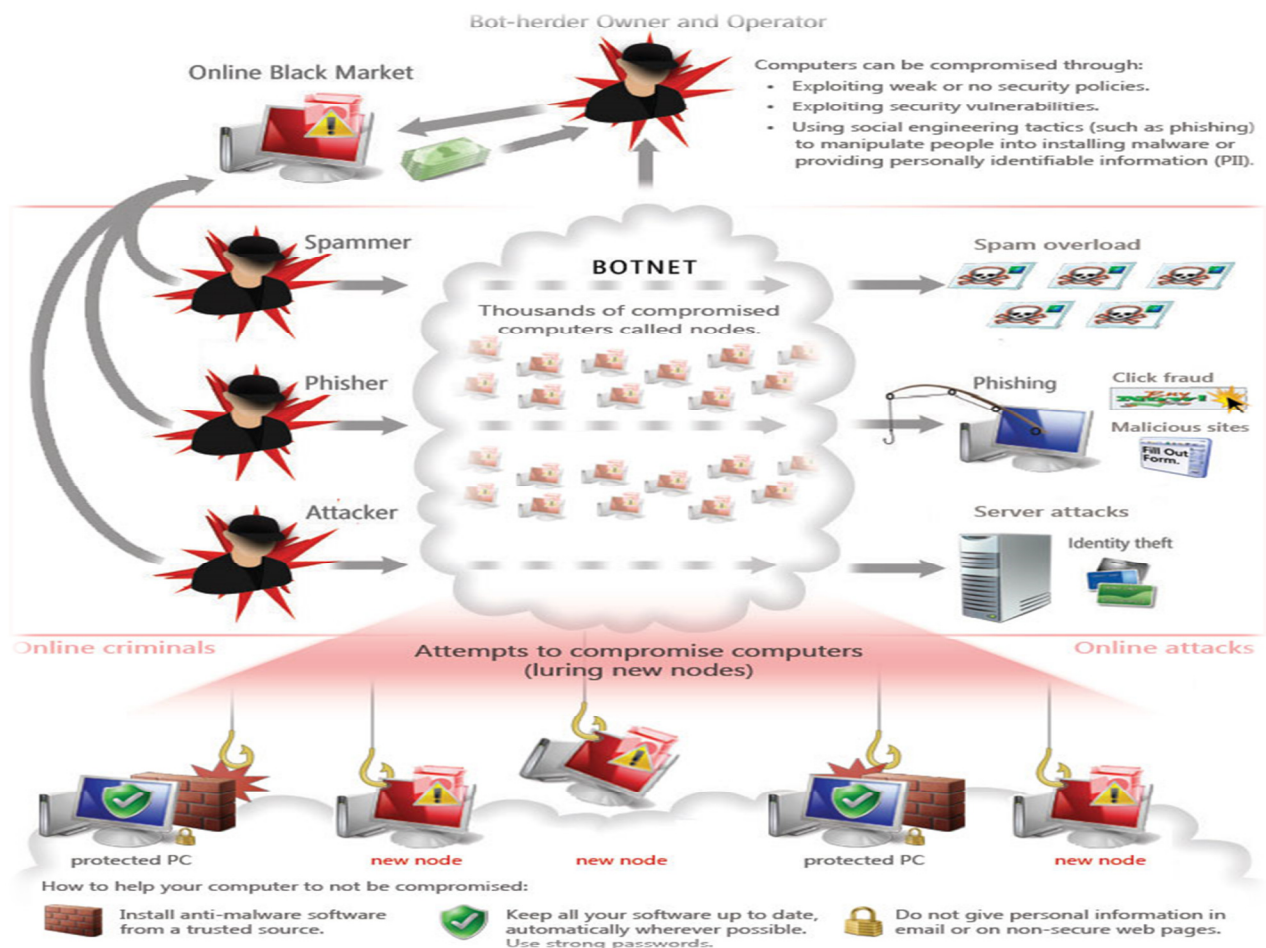 Bot-herder Owner and Operator
Online Black Market
Computers can be compromised through:
• Exploiting weak or no security policies.
• Exploiting security vulnerabilities.
• Using social engineering tactics (such as phishing)
to manipulate people into installing malware or
providing personally identifiable information (PII).
Spammer
BOTNET
Thousands of compromised
computers called nodes.
Spam overload
Phisher
Phishing
Click fraud
Malicious sites
Fill Out
Form.
Attacker
Server attacks
Identity theft
Online criminals
Attempts to compromise computers
(luring new nodes)
Online attacks
protected PC
new node
new node
protected PC
new node
How to help your computer to not be compromised:
Install anti-malware software
from a trusted source.
Keep all your software up to date,
automatically wherever possible.
Use strong passwords.
Do not give personal information in
email or on non-secure web pages.